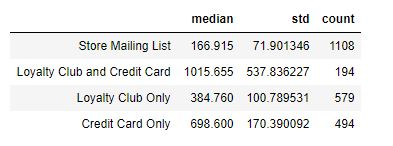 median std count
Store Mailing List 166.915 71.901346 1108
Loyalty Club and Credit Card 1015.655 537.836227 194
Loyalty Club Only 384.760 100.789531 579
Credit Card Only 698.600 170.390092 494